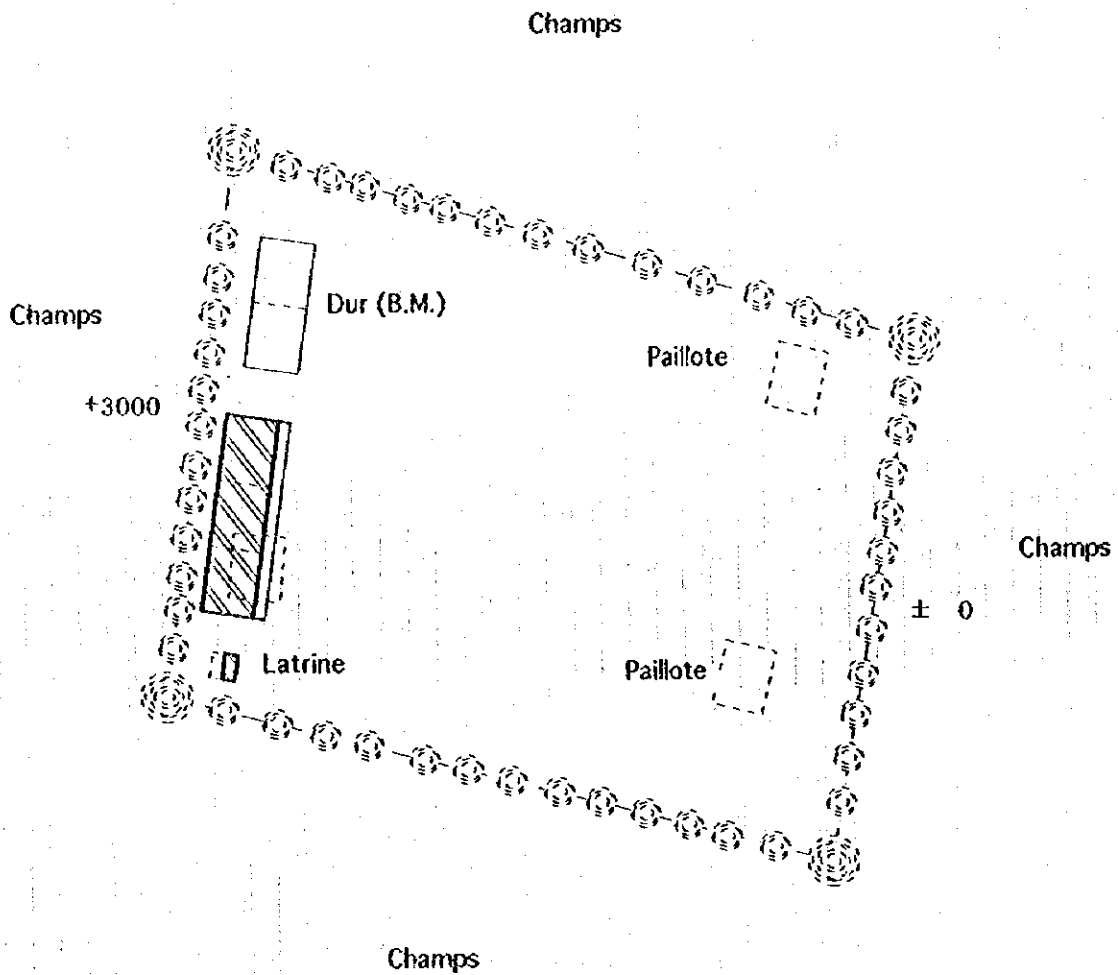 Champs
Dur (B.M.)
Champs
Paillote
+3000
Champs
± 0
Latrine
Paillote
Champs